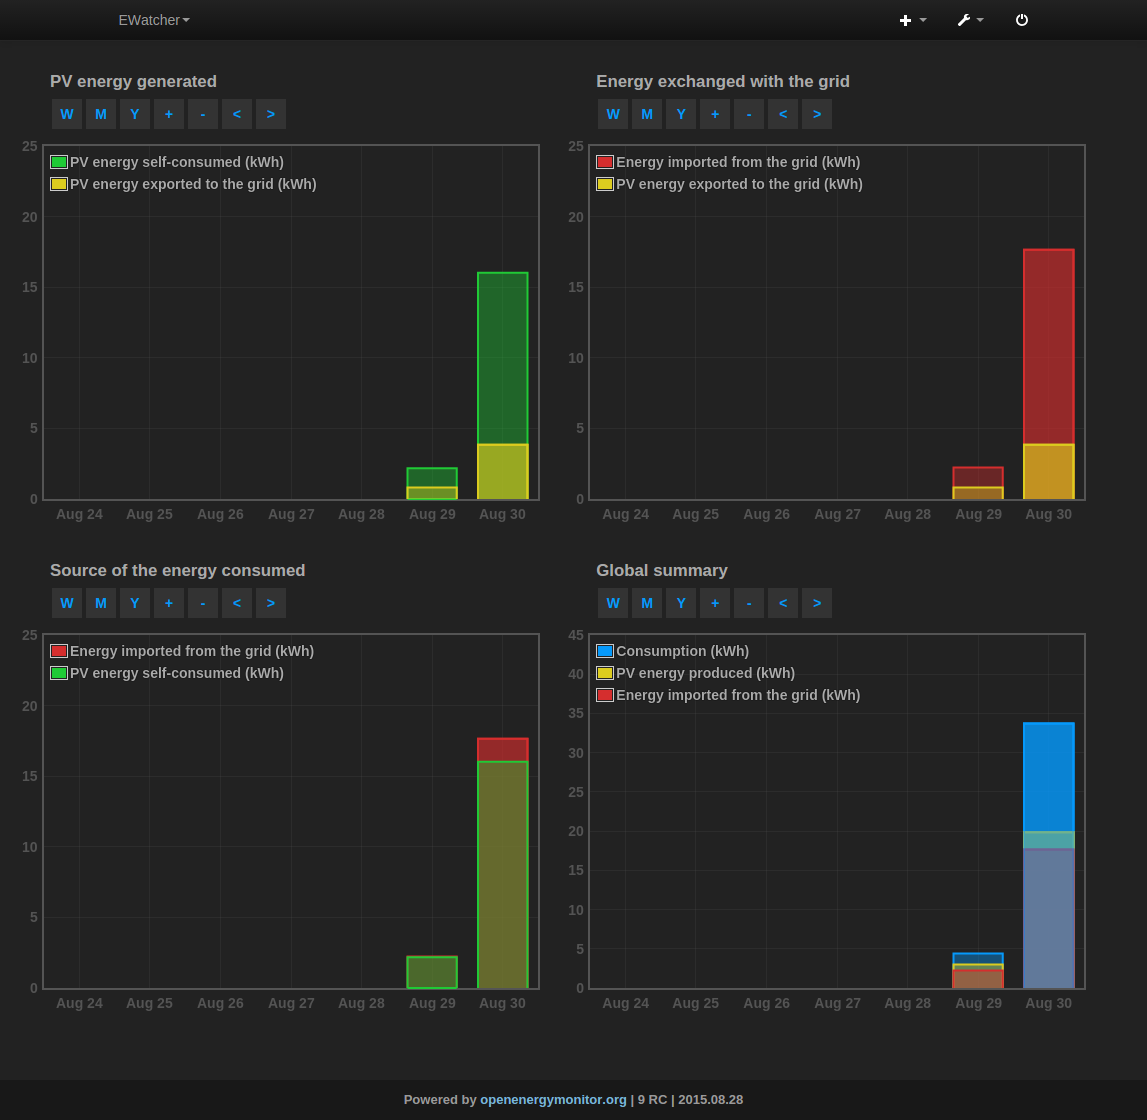 EWatcher
PV energy generated
W M Y + - < >
25
PV energy self-consumed (kWh)
PV energy exported to the grid (kWh)
20
15
10
5
0
Aug 24 Aug 25 Aug 26 Aug 27 Aug 28 Aug 29 Aug 30
Energy exchanged with the grid
W M Y + - < >
25
Energy imported from the grid (kWh)
PV energy exported to the grid (kWh)
20
15
10
5
0
Aug 24 Aug 25 Aug 26 Aug 27 Aug 28 Aug 29 Aug 30
Source of the energy consumed
W M Y + - < >
25
Energy imported from the grid (kWh)
PV energy self-consumed (kWh)
20
15
10
5
0
Aug 24 Aug 25 Aug 26 Aug 27 Aug 28 Aug 29 Aug 30
Global summary
W M Y + - < >
45
Consumption (kWh)
PV energy produced (kWh)
40
Energy imported from the grid (kWh)
35
30
25
20
15
10
5
0
Aug 24 Aug 25 Aug 26 Aug 27 Aug 28 Aug 29 Aug 30
Powered by openenergymonitor.org | 9 RC | 2015.08.28